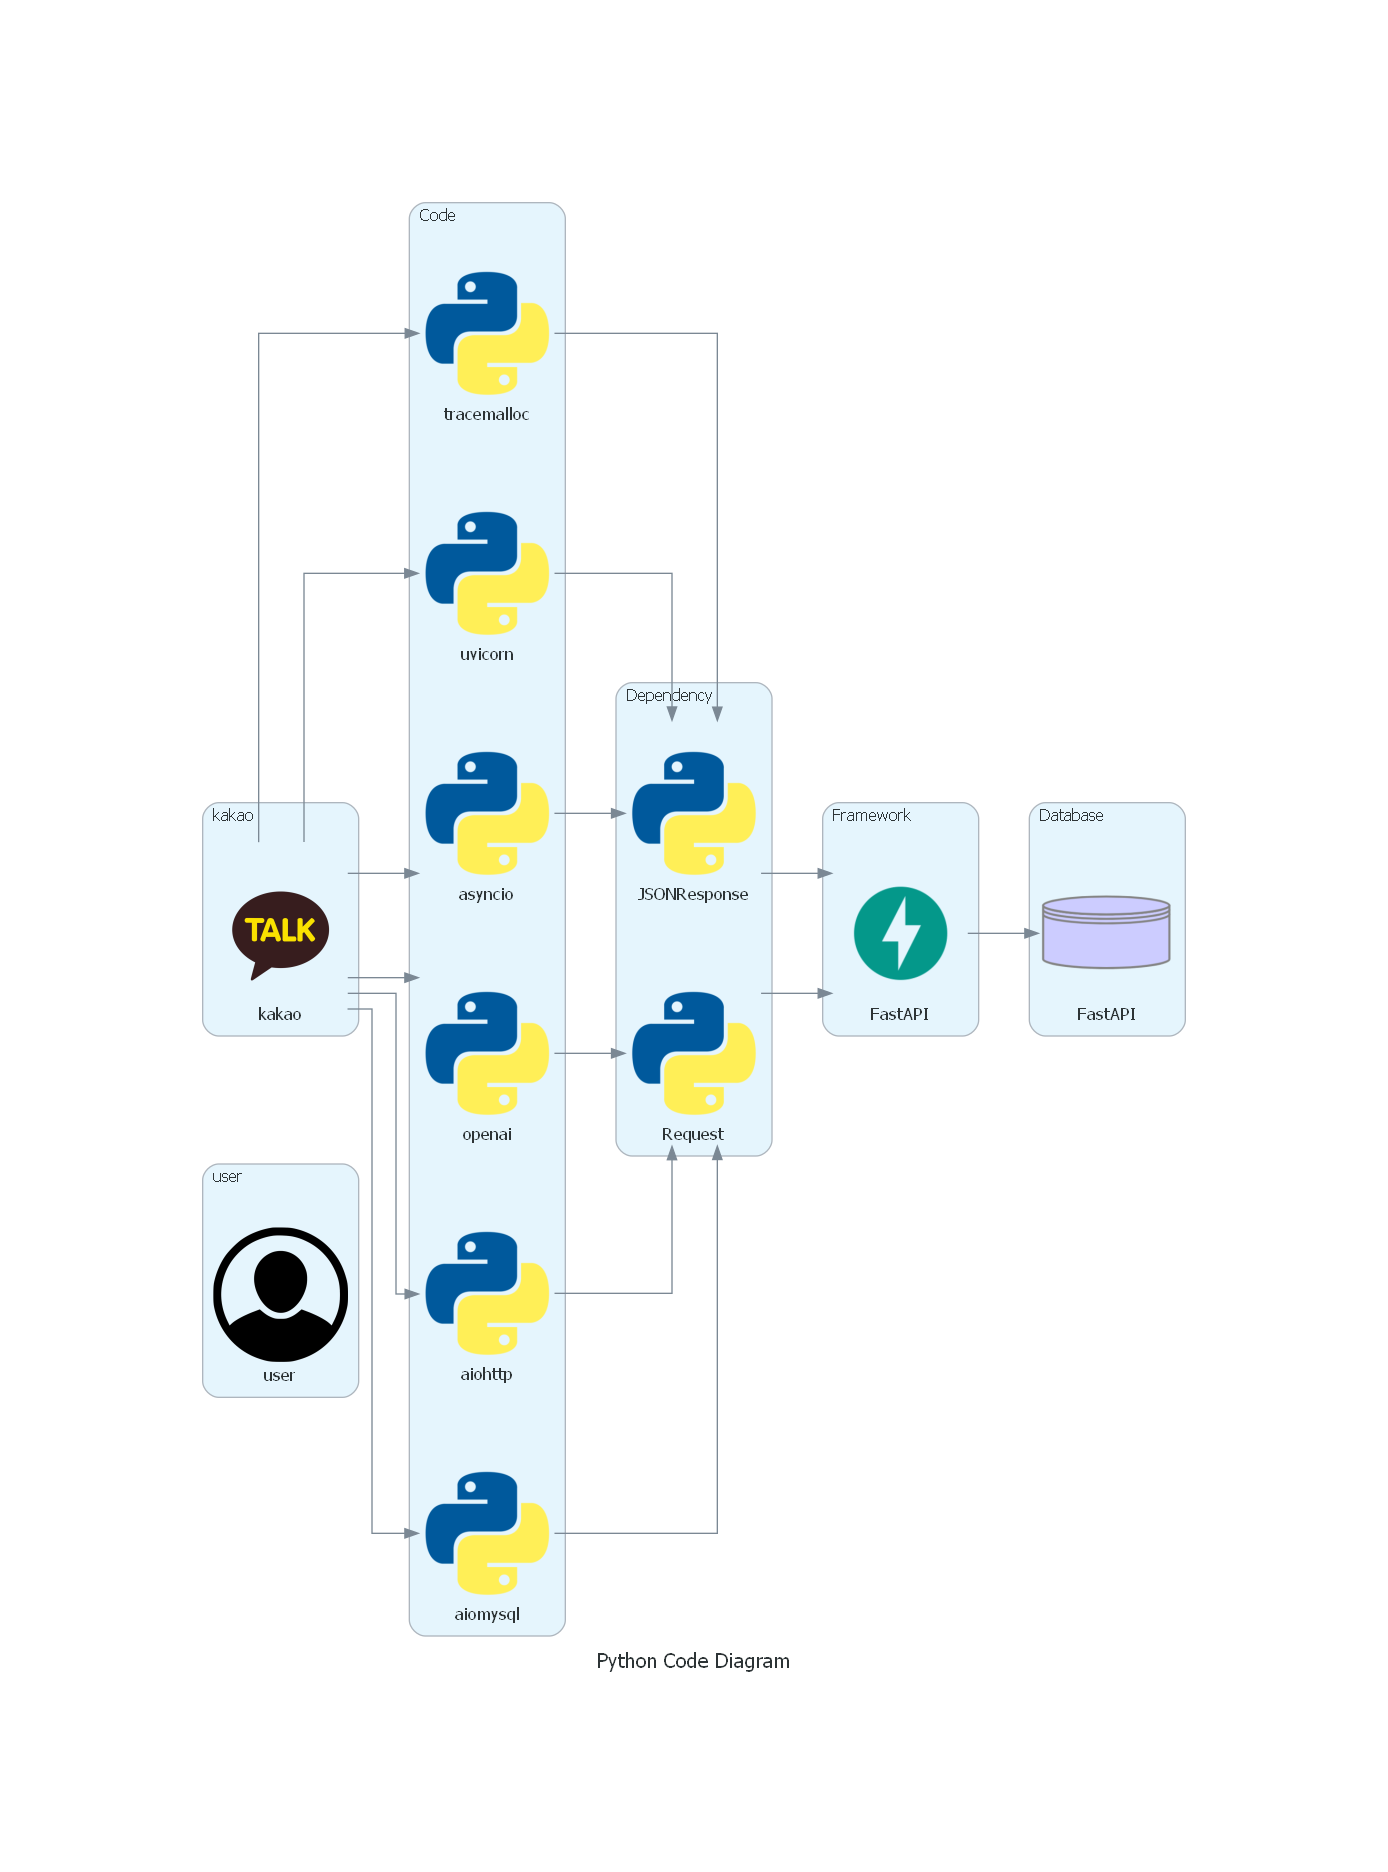 Code
tracemalloc
uvicorn
asyncio
openai
aiohttp
aiomysql
kakao
TALK
kakao
user
user
Dependency
JSONResponse
Request
Framework
FastAPI
Database
FastAPI
Python Code Diagram